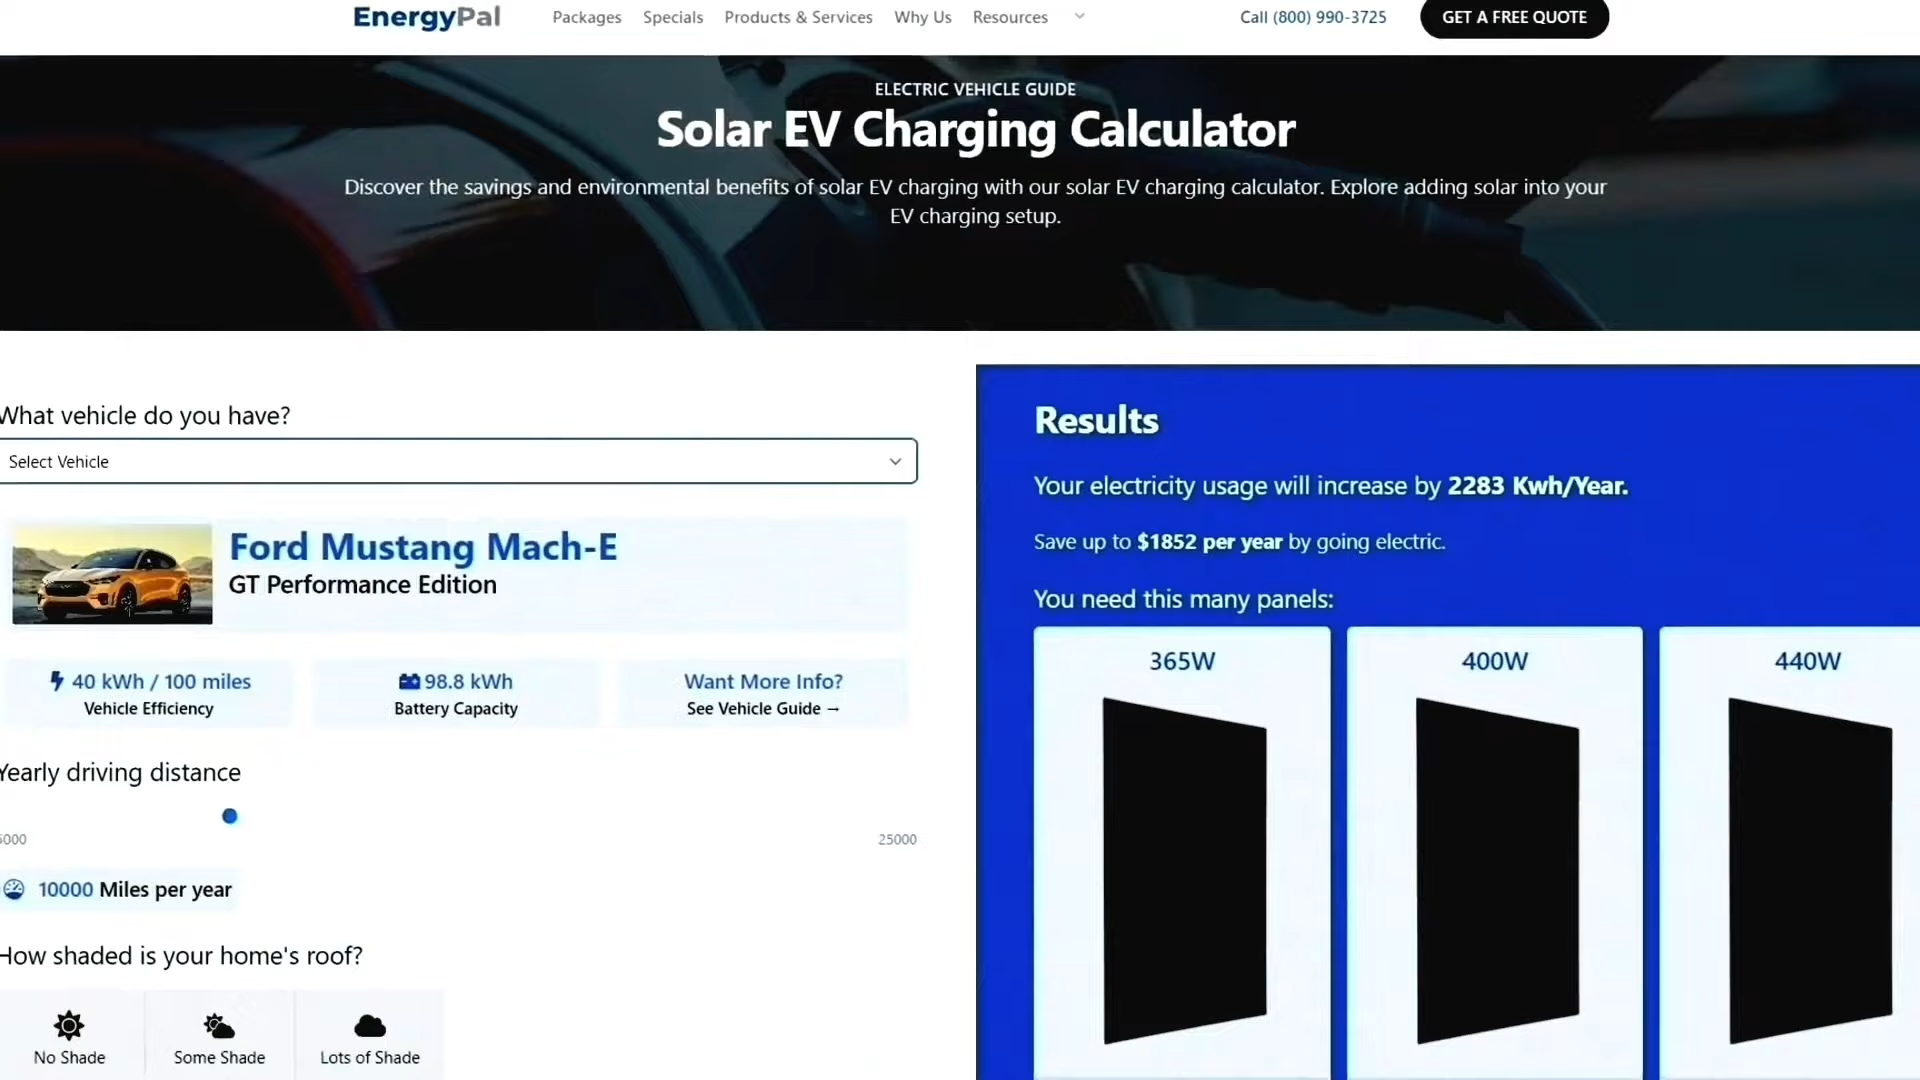 EnergyPal
Packages Specials Products & Services Why Us Resources
Call (800) 990-3725
GET A FREE QUOTE
ELECTRIC VEHICLE GUIDE
Solar EV Charging Calculator
Discover the savings and environmental benefits of solar EV charging with our solar EV charging calculator. Explore adding solar into your
EV charging setup.
What vehicle do you have?
Select Vehicle
Ford Mustang Mach-E
GT Performance Edition
40 kWh / 100 miles
Vehicle Efficiency
98.8 kWh
Battery Capacity
Want More Info?
See Vehicle Guide →
Yearly driving distance
5000
25000
10000 Miles per year
How shaded is your home's roof?
No Shade
Some Shade
Lots of Shade
Results
Your electricity usage will increase by 2283 Kwh/Year.
Save up to $1852 per year by going electric.
You need this many panels:
365W
400W
440W